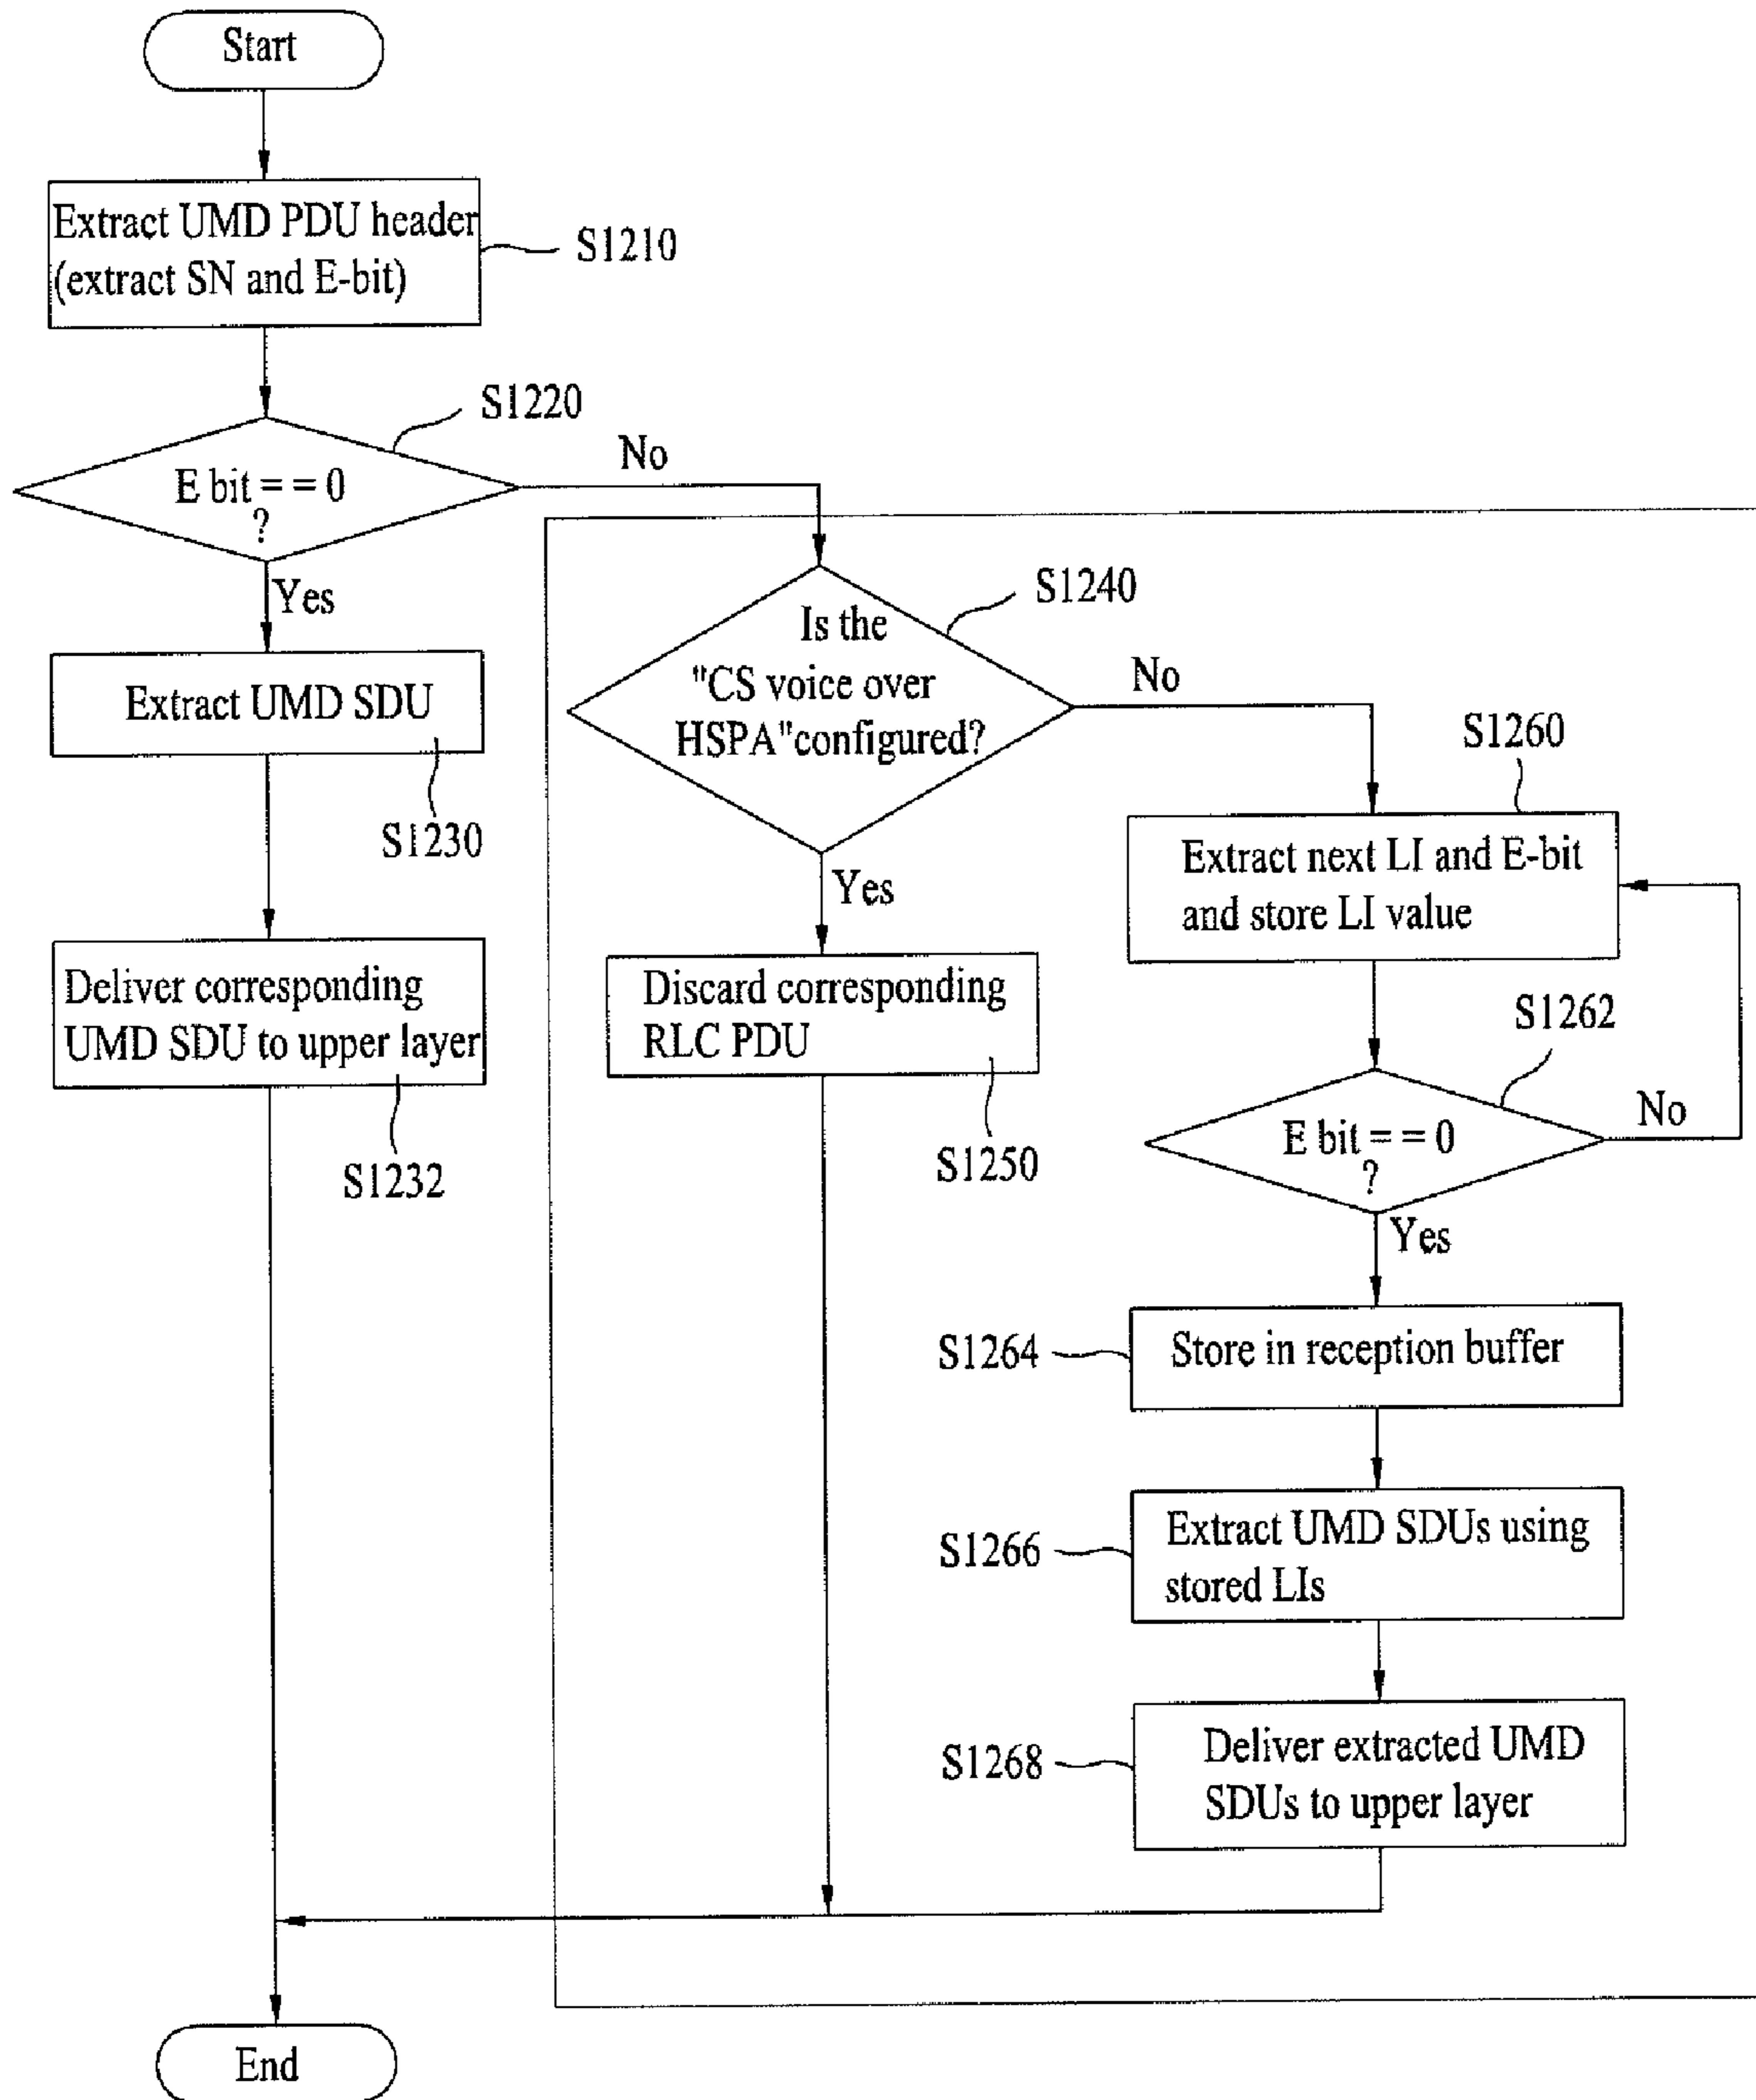 Start
Extract UMD PDU header
(extract SN and E-bit)
S1210
S1220
E bit = = 0
?
No
Yes
Extract UMD SDU
S1230
Deliver corresponding
UMD SDU to upper layer
S1232
S1240
Is the
"CS voice over
HSPA"configured?
No
Yes
Discard corresponding
RLC PDU
S1250
S1260
Extract next LI and E-bit
and store LI value
S1262
E bit = = 0
?
No
Yes
S1264
Store in reception buffer
S1266
Extract UMD SDUs using
stored LIs
S1268
Deliver extracted UMD
SDUs to upper layer
End